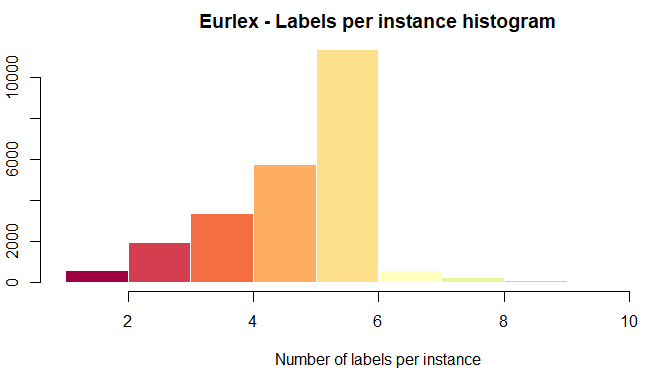 Eurlex - Labels per instance histogram
10000
6000
2000
0
2 4 6 8 10
Number of labels per instance